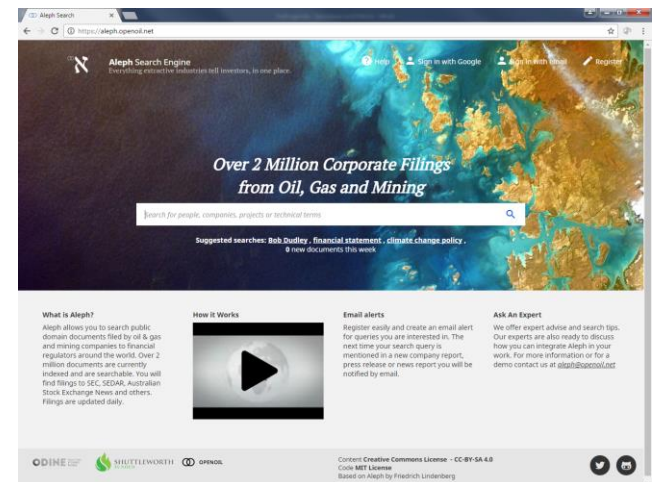 Aleph Search
https://aleph.openoil.net
Aleph Search Engine
Everything extractive industries tell investors, in one place.
Help
Sign in with Google
Sign in with Email
Register
Over 2 Million Corporate Filings
from Oil, Gas and Mining
Search for people, companies, projects or technical terms
Suggested searches: Bob Dudley , financial statement , climate change policy ,
0 new documents this week
What is Aleph?
Aleph allows you to search public
domain documents filed by oil & gas
and mining companies to financial
regulators around the world. Over 2
million documents are currently
indexed and are searchable. You will
find filings to SEC, SEDAR, Australian
Stock Exchange News and others.
Filings are updated daily.
How it Works
Email alerts
Register easily and create an email alert
for queries you are interested in. The
next time your search query is
mentioned in a new company report,
press release or news report you will be
notified by email.
Ask An Expert
We offer expert advise and search tips.
Our experts are also ready to discuss
how you can integrate Aleph in your
work. For more information or for a
demo contact us at aleph@openoil.net
ODINE
SHUTTLEWORTH
OPENOIL
Content Creative Commons License - CC-BY-SA 4.0
Code MIT License
Based on Aleph by Friedrich Lindenberg